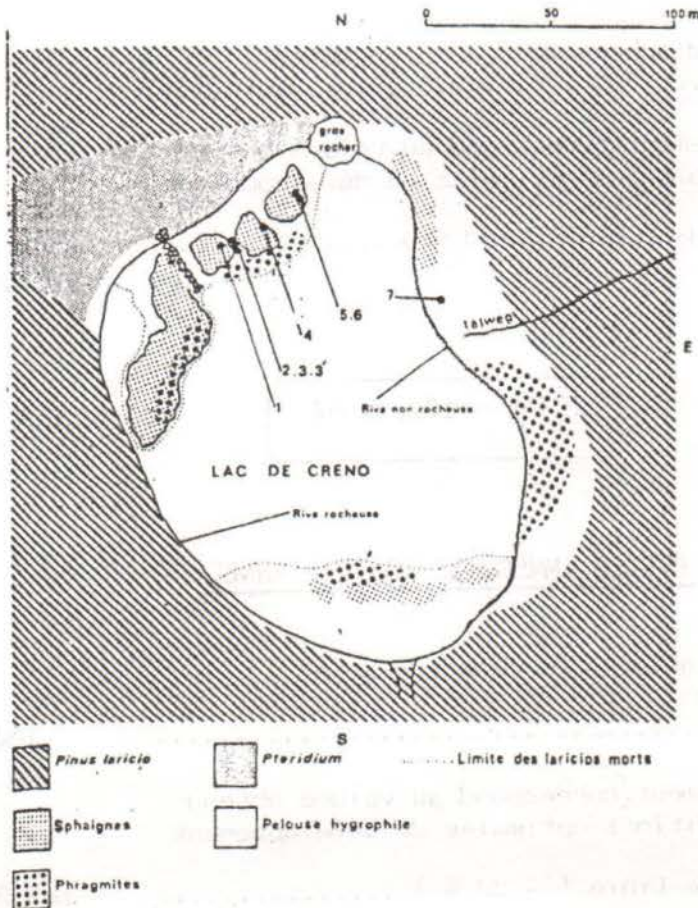 N
0 50 100 m
gros
rocher
7
talweg
5.6
4
E
2.3.3'
1
Rive non rocheuse
LAC DE CRENO
Rive rocheuse
S
Pinus laricio
Pteridium
Limite des laricios morts
Sphaignes
Pelouse hygrophile
Phragmites